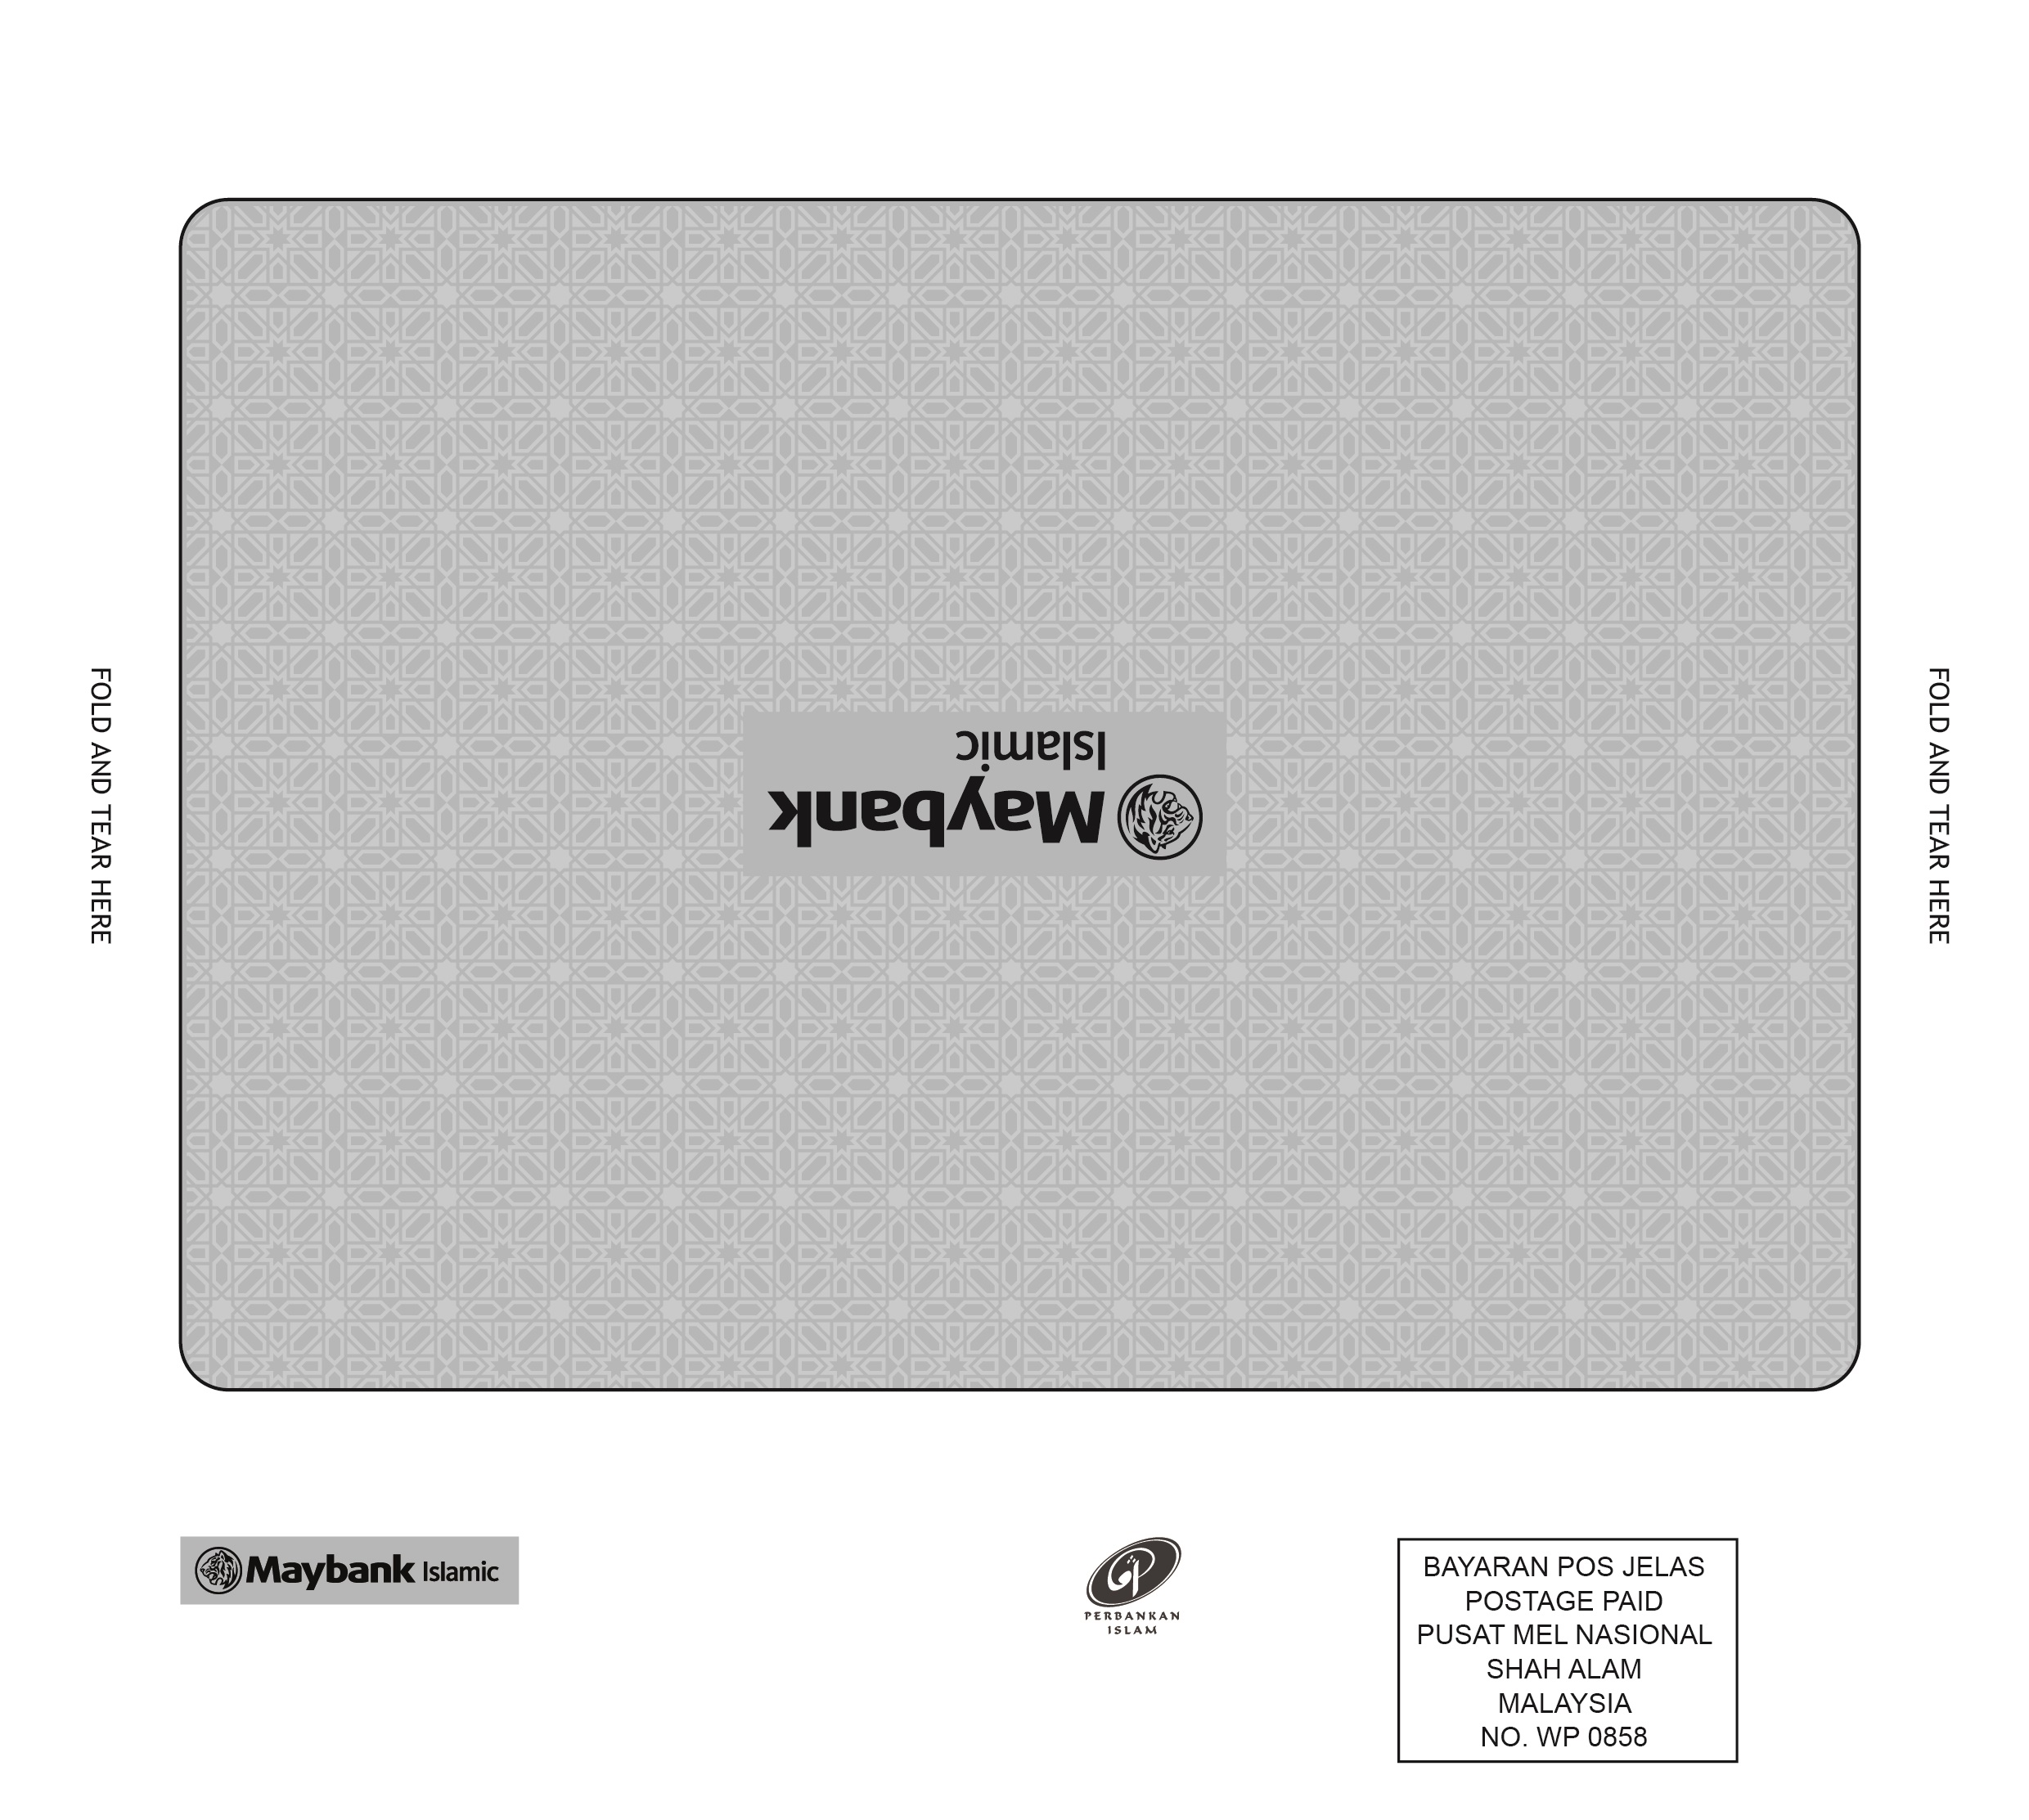 BAYARAN POS JELAS
POSTAGE PAID
PUSAT MEL NASIONAL
SHAH ALAM
MALAYSIA
NO. WP 0858
PERBANKAN
ISLAM
Maybank Islamic
FOLD AND TEAR HERE
Maybank
Islamic
FOLD AND TEAR HERE